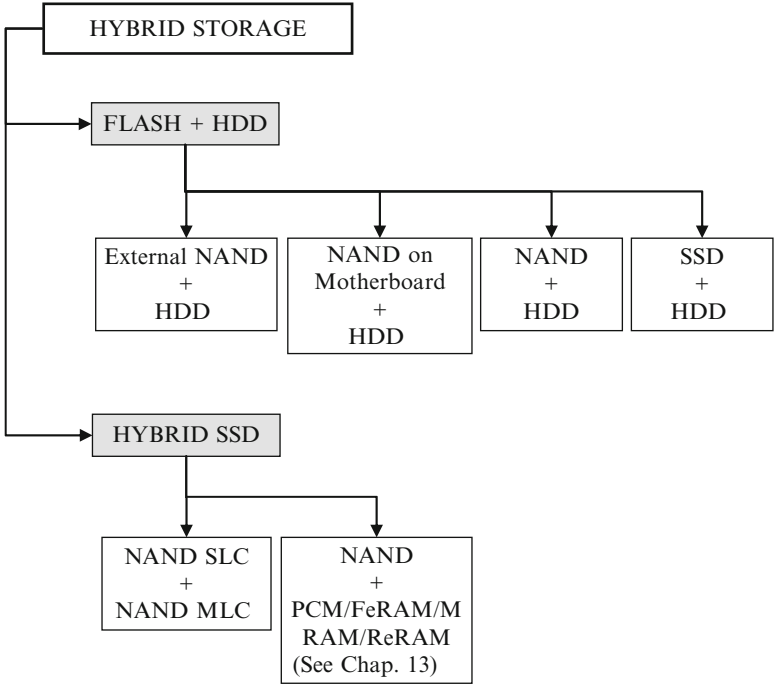 HYBRID STORAGE
FLASH + HDD
External NAND
+
HDD
NAND on
Motherboard
+
HDD
NAND
+
HDD
SSD
+
HDD
HYBRID SSD
NAND SLC
+
NAND MLC
NAND
+
PCM/FeRAM/M
RAM/ReRAM
(See Chap. 13)